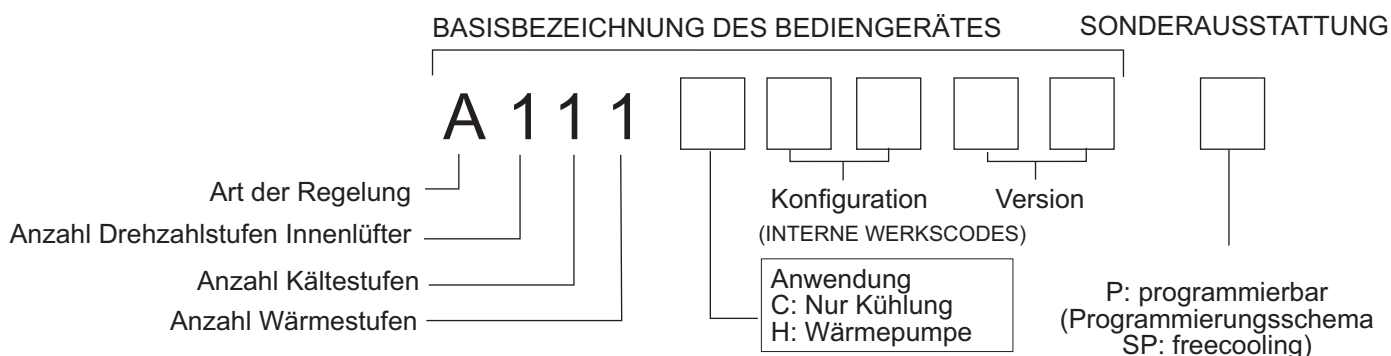 BASISBEZEICHNUNG DES BEDIENGERÄTES
SONDERAUSSTATTUNG
A 1 1 1
Art der Regelung
Anzahl Drehzahlstufen Innenlüfter
Anzahl Kältestufen
Anzahl Wärmestufen
Konfiguration
Version
(INTERNE WERKSCODES)
Anwendung
C: Nur Kühlung
H: Wärmepumpe
P: programmierbar
(Programmierungsschema
SP: freecooling)